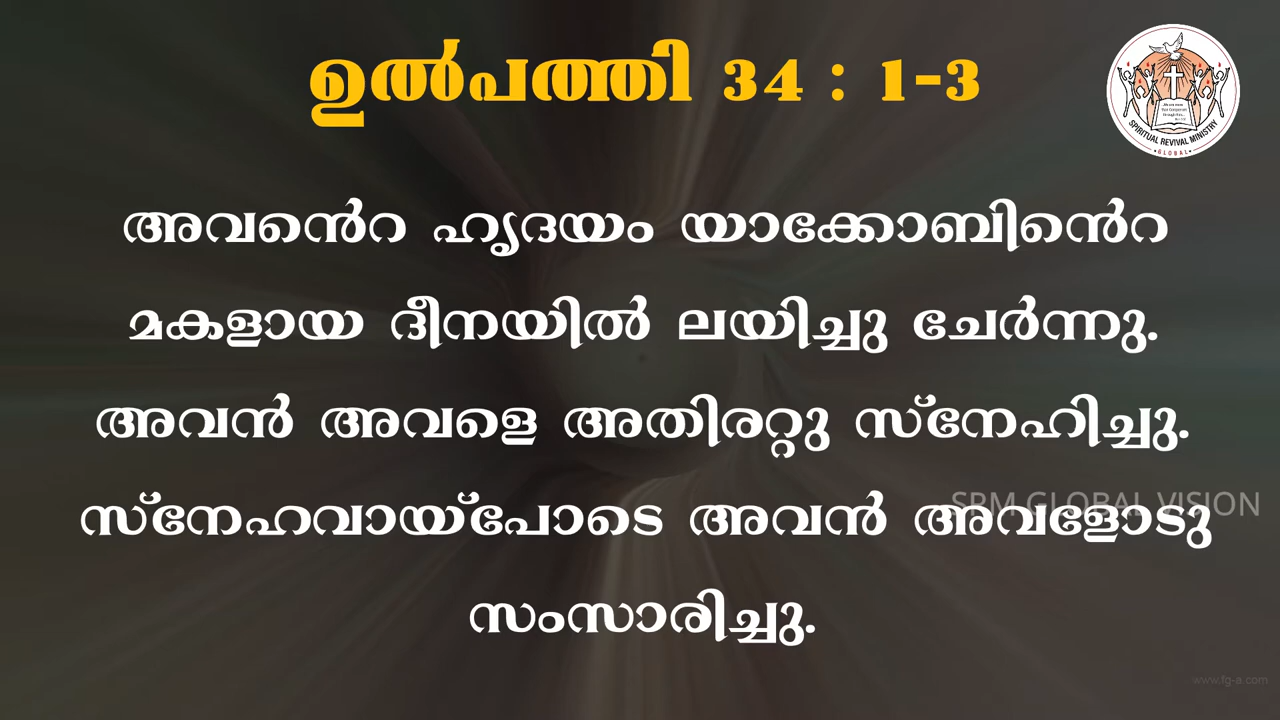 ഉൽപത്തി 34 : 1-3
അവൻെറ ഹൃദയം യാക്കോബിൻെറ
മകളായ ദീനയിൽ ലയിച്ചു ചേർന്നു.
അവൻ അവളെ അതിരറ്റു സ്നേഹിച്ചു.
സ്നേഹവായ്പോടെ അവൻ അവളോടു
സംസാരിച്ചു.
SPIRITUAL REVIVAL MINISTRY
GLOBAL
SRM GLOBAL VISION
www.fg-a.com